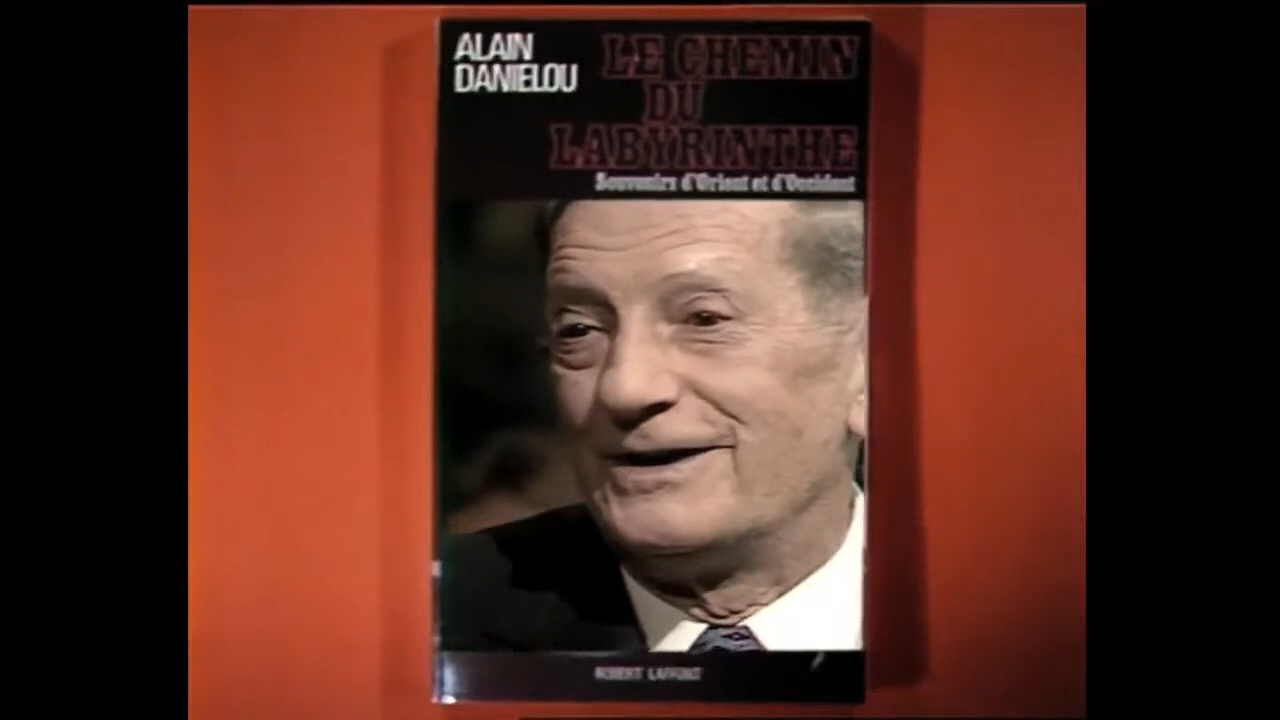 ALAIN
DANIELOU
LE CHEMIN
DU
LABYRINTHE
Souvenirs d'Orient et d'Occident
ROBERT LAFFONT